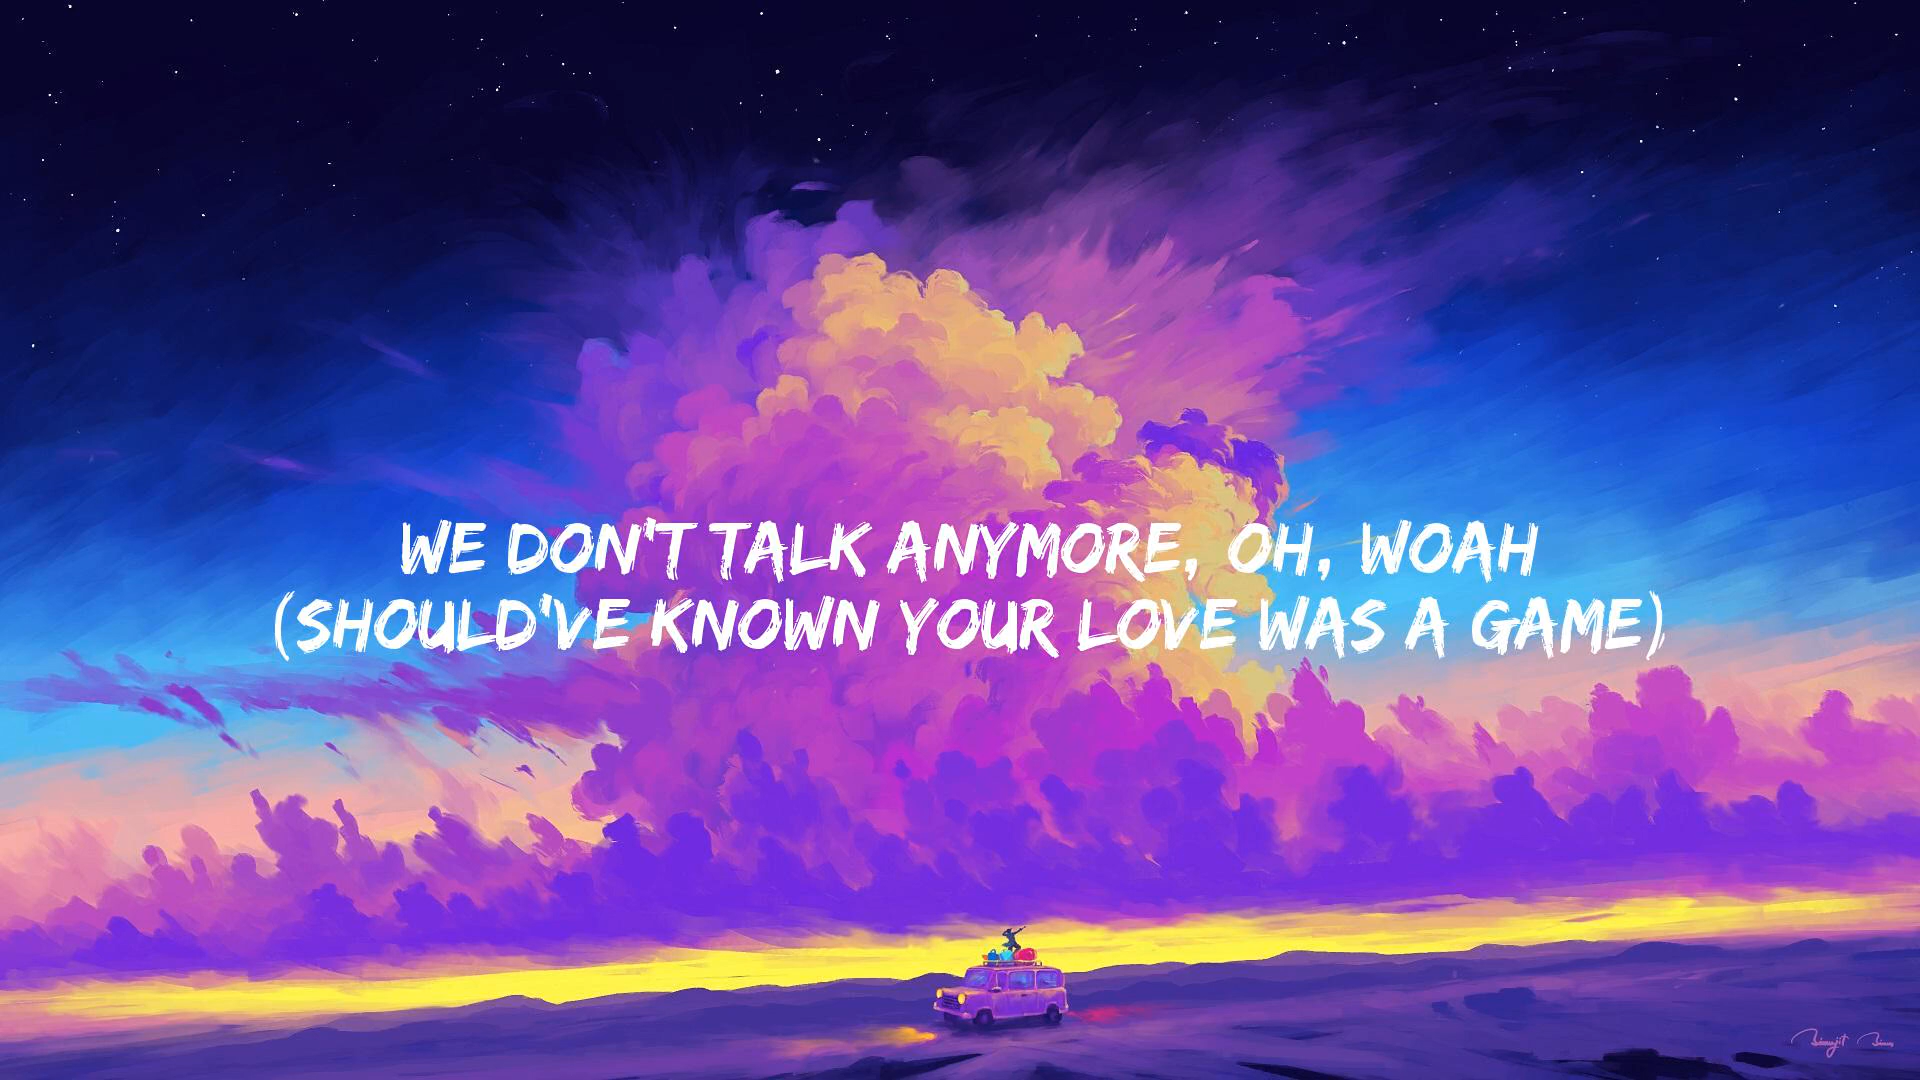 WE DON'T TALK ANYMORE, OH, WOAH
(SHOULD'VE KNOWN YOUR LOVE WAS A GAME)